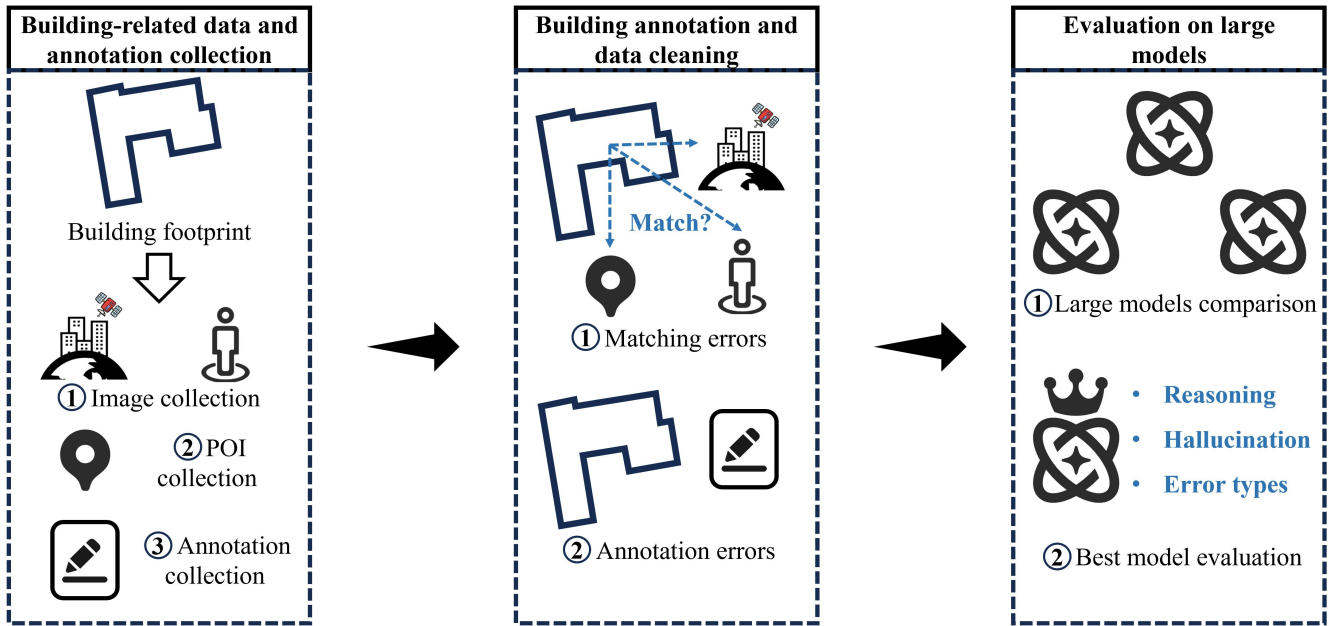 Building-related data and
annotation collection
Building footprint
1 Image collection
2 POI
collection
3 Annotation
collection
Building annotation and
data cleaning
Match?
1 Matching errors
2 Annotation errors
Evaluation on large
models
1 Large models comparison
• Reasoning
• Hallucination
• Error types
2 Best model evaluation